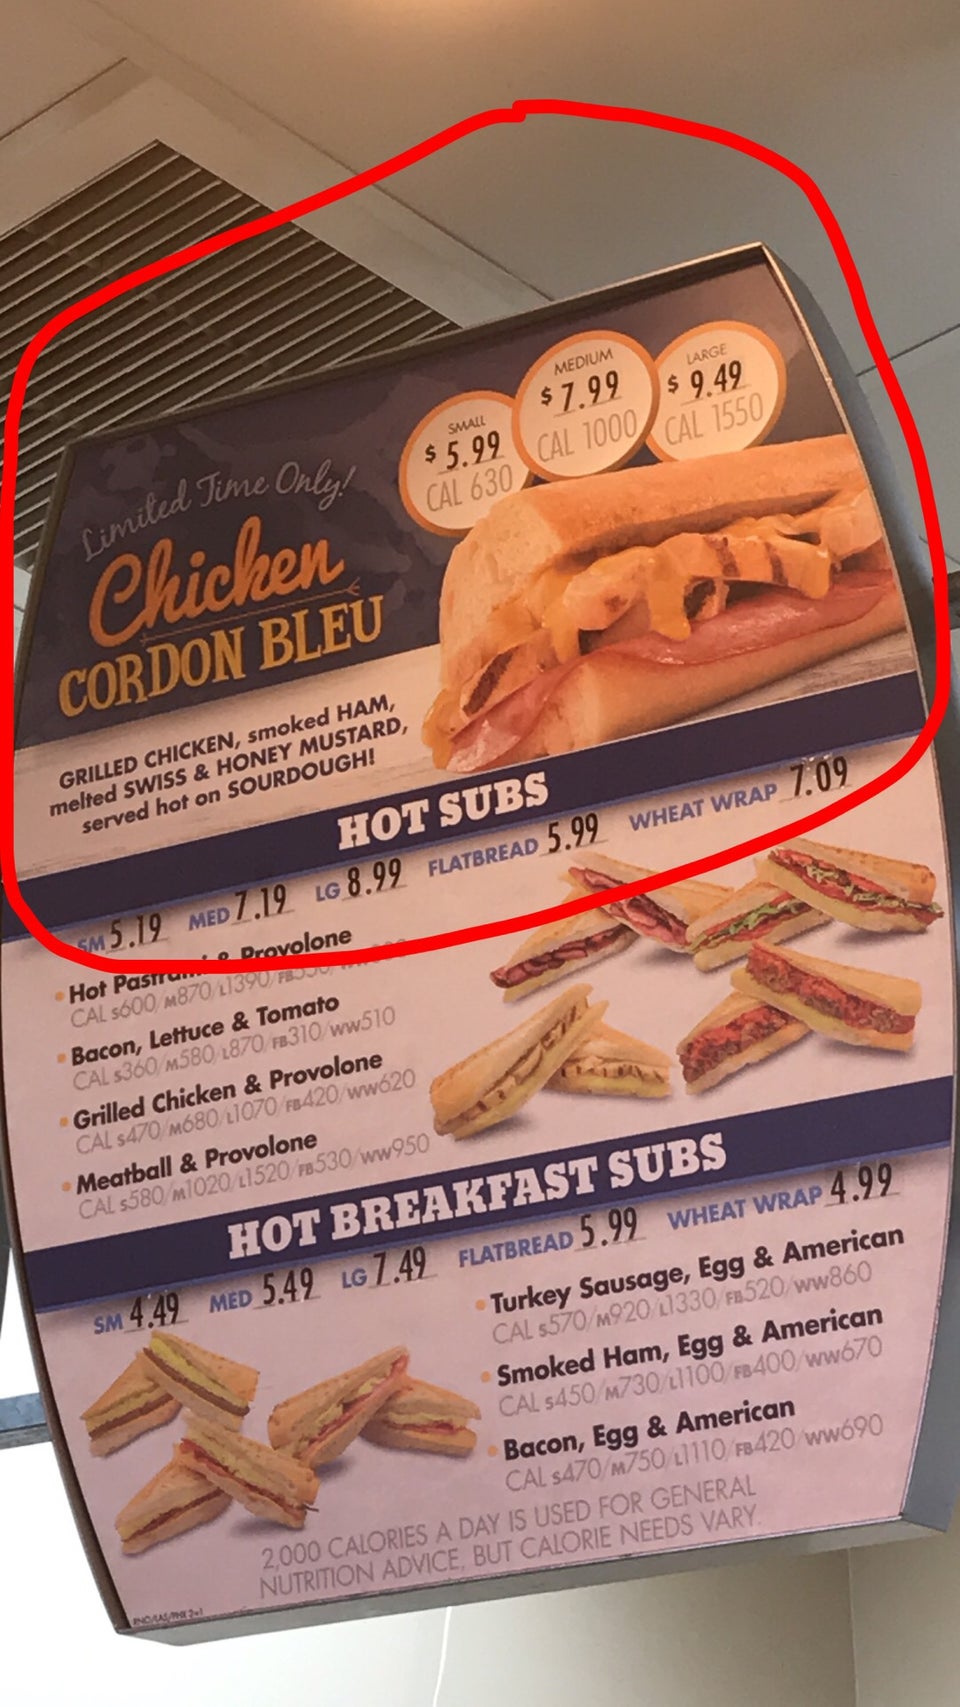 Limited Time Only!
Chicken
CORDON BLEU
GRILLED CHICKEN, smoked HAM,
melted SWISS & HONEY MUSTARD,
served hot on SOURDOUGH!
SMALL
$ 5.99
CAL 630
MEDIUM
$ 7.99
CAL 1000
LARGE
$ 9.49
CAL 1550
HOT SUBS
SM 5.19 MED 7.19 LG 8.99 FLATBREAD 5.99 WHEAT WRAP 7.09
Hot Pastrami & Provolone
CAL S600/M870/L1390/
Bacon, Lettuce & Tomato
CAL S360/M580/L870/FB310/WW510
Grilled Chicken & Provolone
CAL S470/M680/L1070/FB420/WW620
Meatball & Provolone
CAL S580/M1020/L1520/FB530/WW950
HOT BREAKFAST SUBS
SM 4.49 MED 5.49 LG 7.49 FLATBREAD 5.99 WHEAT WRAP 4.99
Turkey Sausage, Egg & American
CAL S570/M920/L1330/FB520/WW860
Smoked Ham, Egg & American
CAL S450/M730/L1100/FB400/WW670
Bacon, Egg & American
CAL S470/M750/L1110/FB420/WW690
2,000 CALORIES A DAY IS USED FOR GENERAL
NUTRITION ADVICE, BUT CALORIE NEEDS VARY.